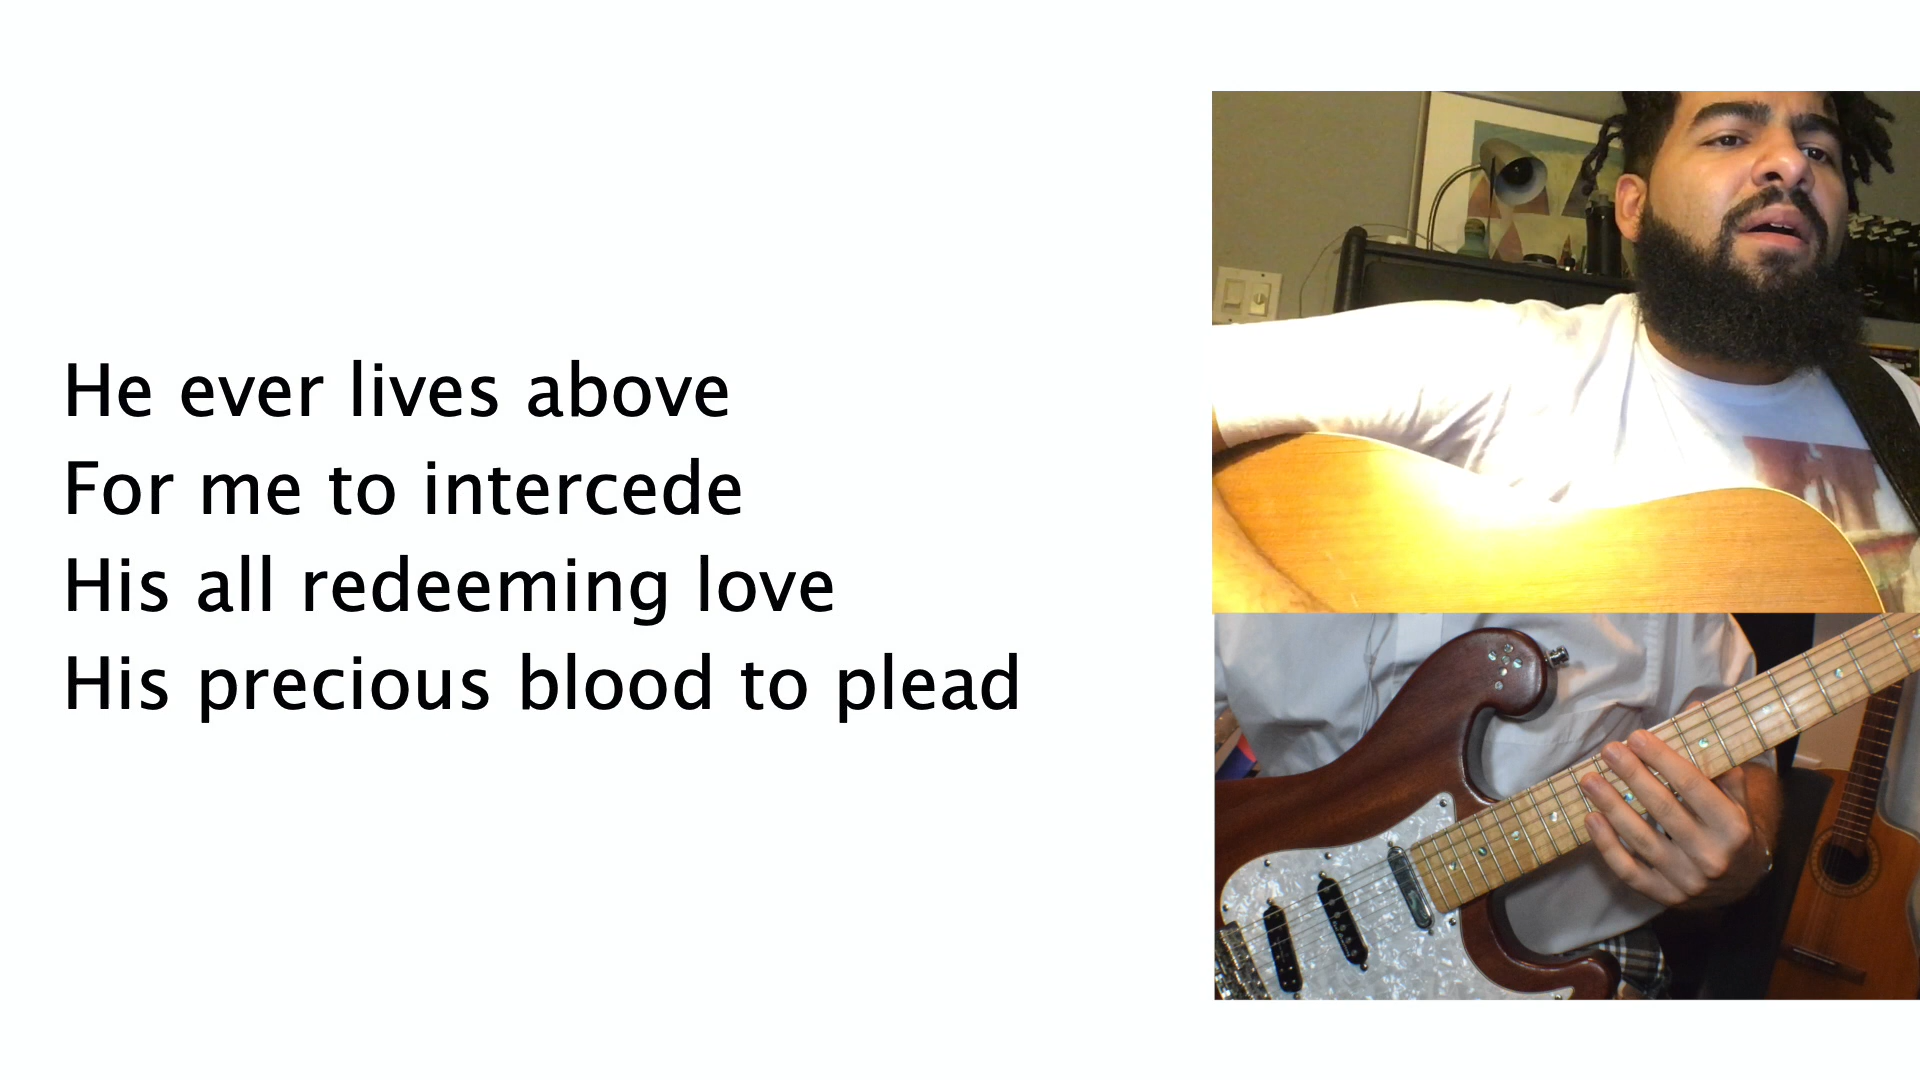 He ever lives above
For me to intercede
His all redeeming love
His precious blood to plead